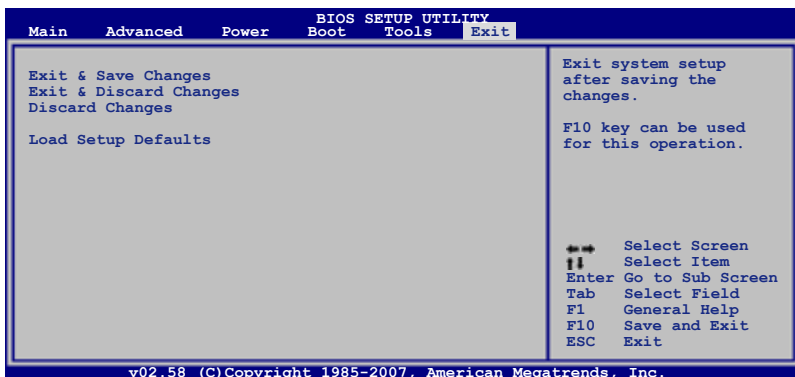 BIOS SETUP UTILITY
Main Advanced Power Boot Tools Exit
Exit & Save Changes
Exit & Discard Changes
Discard Changes
Load Setup Defaults
Exit system setup
after saving the
changes.
F10 key can be used
for this operation.
Select Screen
Select Item
Enter Go to Sub Screen
Tab Select Field
F1 General Help
F10 Save and Exit
ESC Exit
v02.58 (C)Copyright 1985-2007, American Megatrends, Inc.